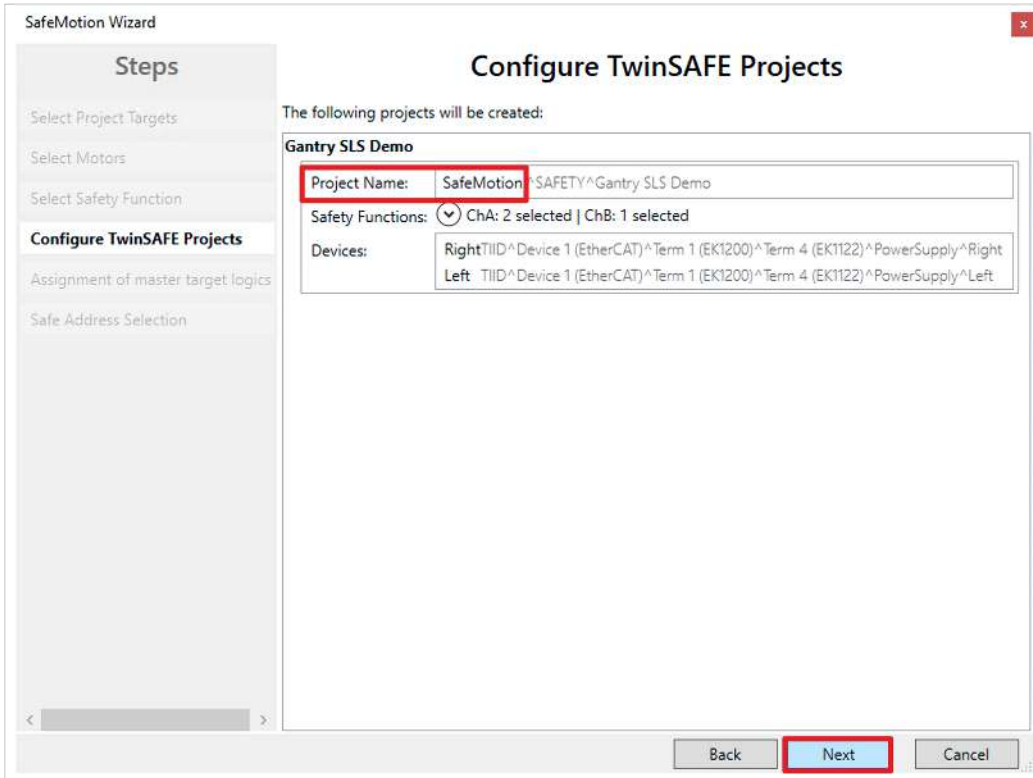 SafeMotion Wizard
x
Steps
Select Project Targets
Select Motors
Select Safety Function
Configure TwinSAFE Projects
Assignment of master target logics
Safe Address Selection
Configure TwinSAFE Projects
The following projects will be created:
Gantry SLS Demo
Project Name: SafeMotion^SAFETY^Gantry SLS Demo
Safety Functions: ChA: 2 selected | ChB: 1 selected
Devices: RightTIID^Device 1 (EtherCAT)^Term 1 (EK1200)^Term 4 (EK1122)^PowerSupply^Right
Left TIID^Device 1 (EtherCAT)^Term 1 (EK1200)^Term 4 (EK1122)^PowerSupply^Left
Back Next Cancel